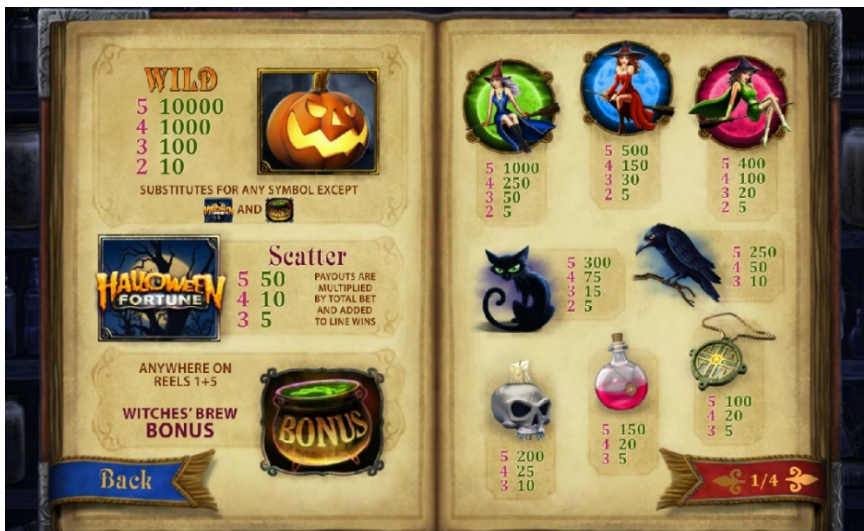 WILD
5 10000
4 1000
3 100
2 10
SUBSTITUTES FOR ANY SYMBOL EXCEPT
HALLOWEEN FORTUNE AND BONUS
HALLOWEEN
FORTUNE
Scatter
5 50
4 10
3 5
PAYOUTS ARE
MULTIPLIED
BY TOTAL BET
AND ADDED
TO LINE WINS
ANYWHERE ON
REELS 1+5
WITCHES' BREW
BONUS
BONUS
Back
5 1000
4 250
3 50
2 5
5 500
4 150
3 30
2 5
5 400
4 100
3 20
2 5
5 300
4 75
3 15
2 5
5 250
4 50
3 10
5 200
4 25
3 10
5 150
4 20
3 5
5 100
4 20
3 5
1/4